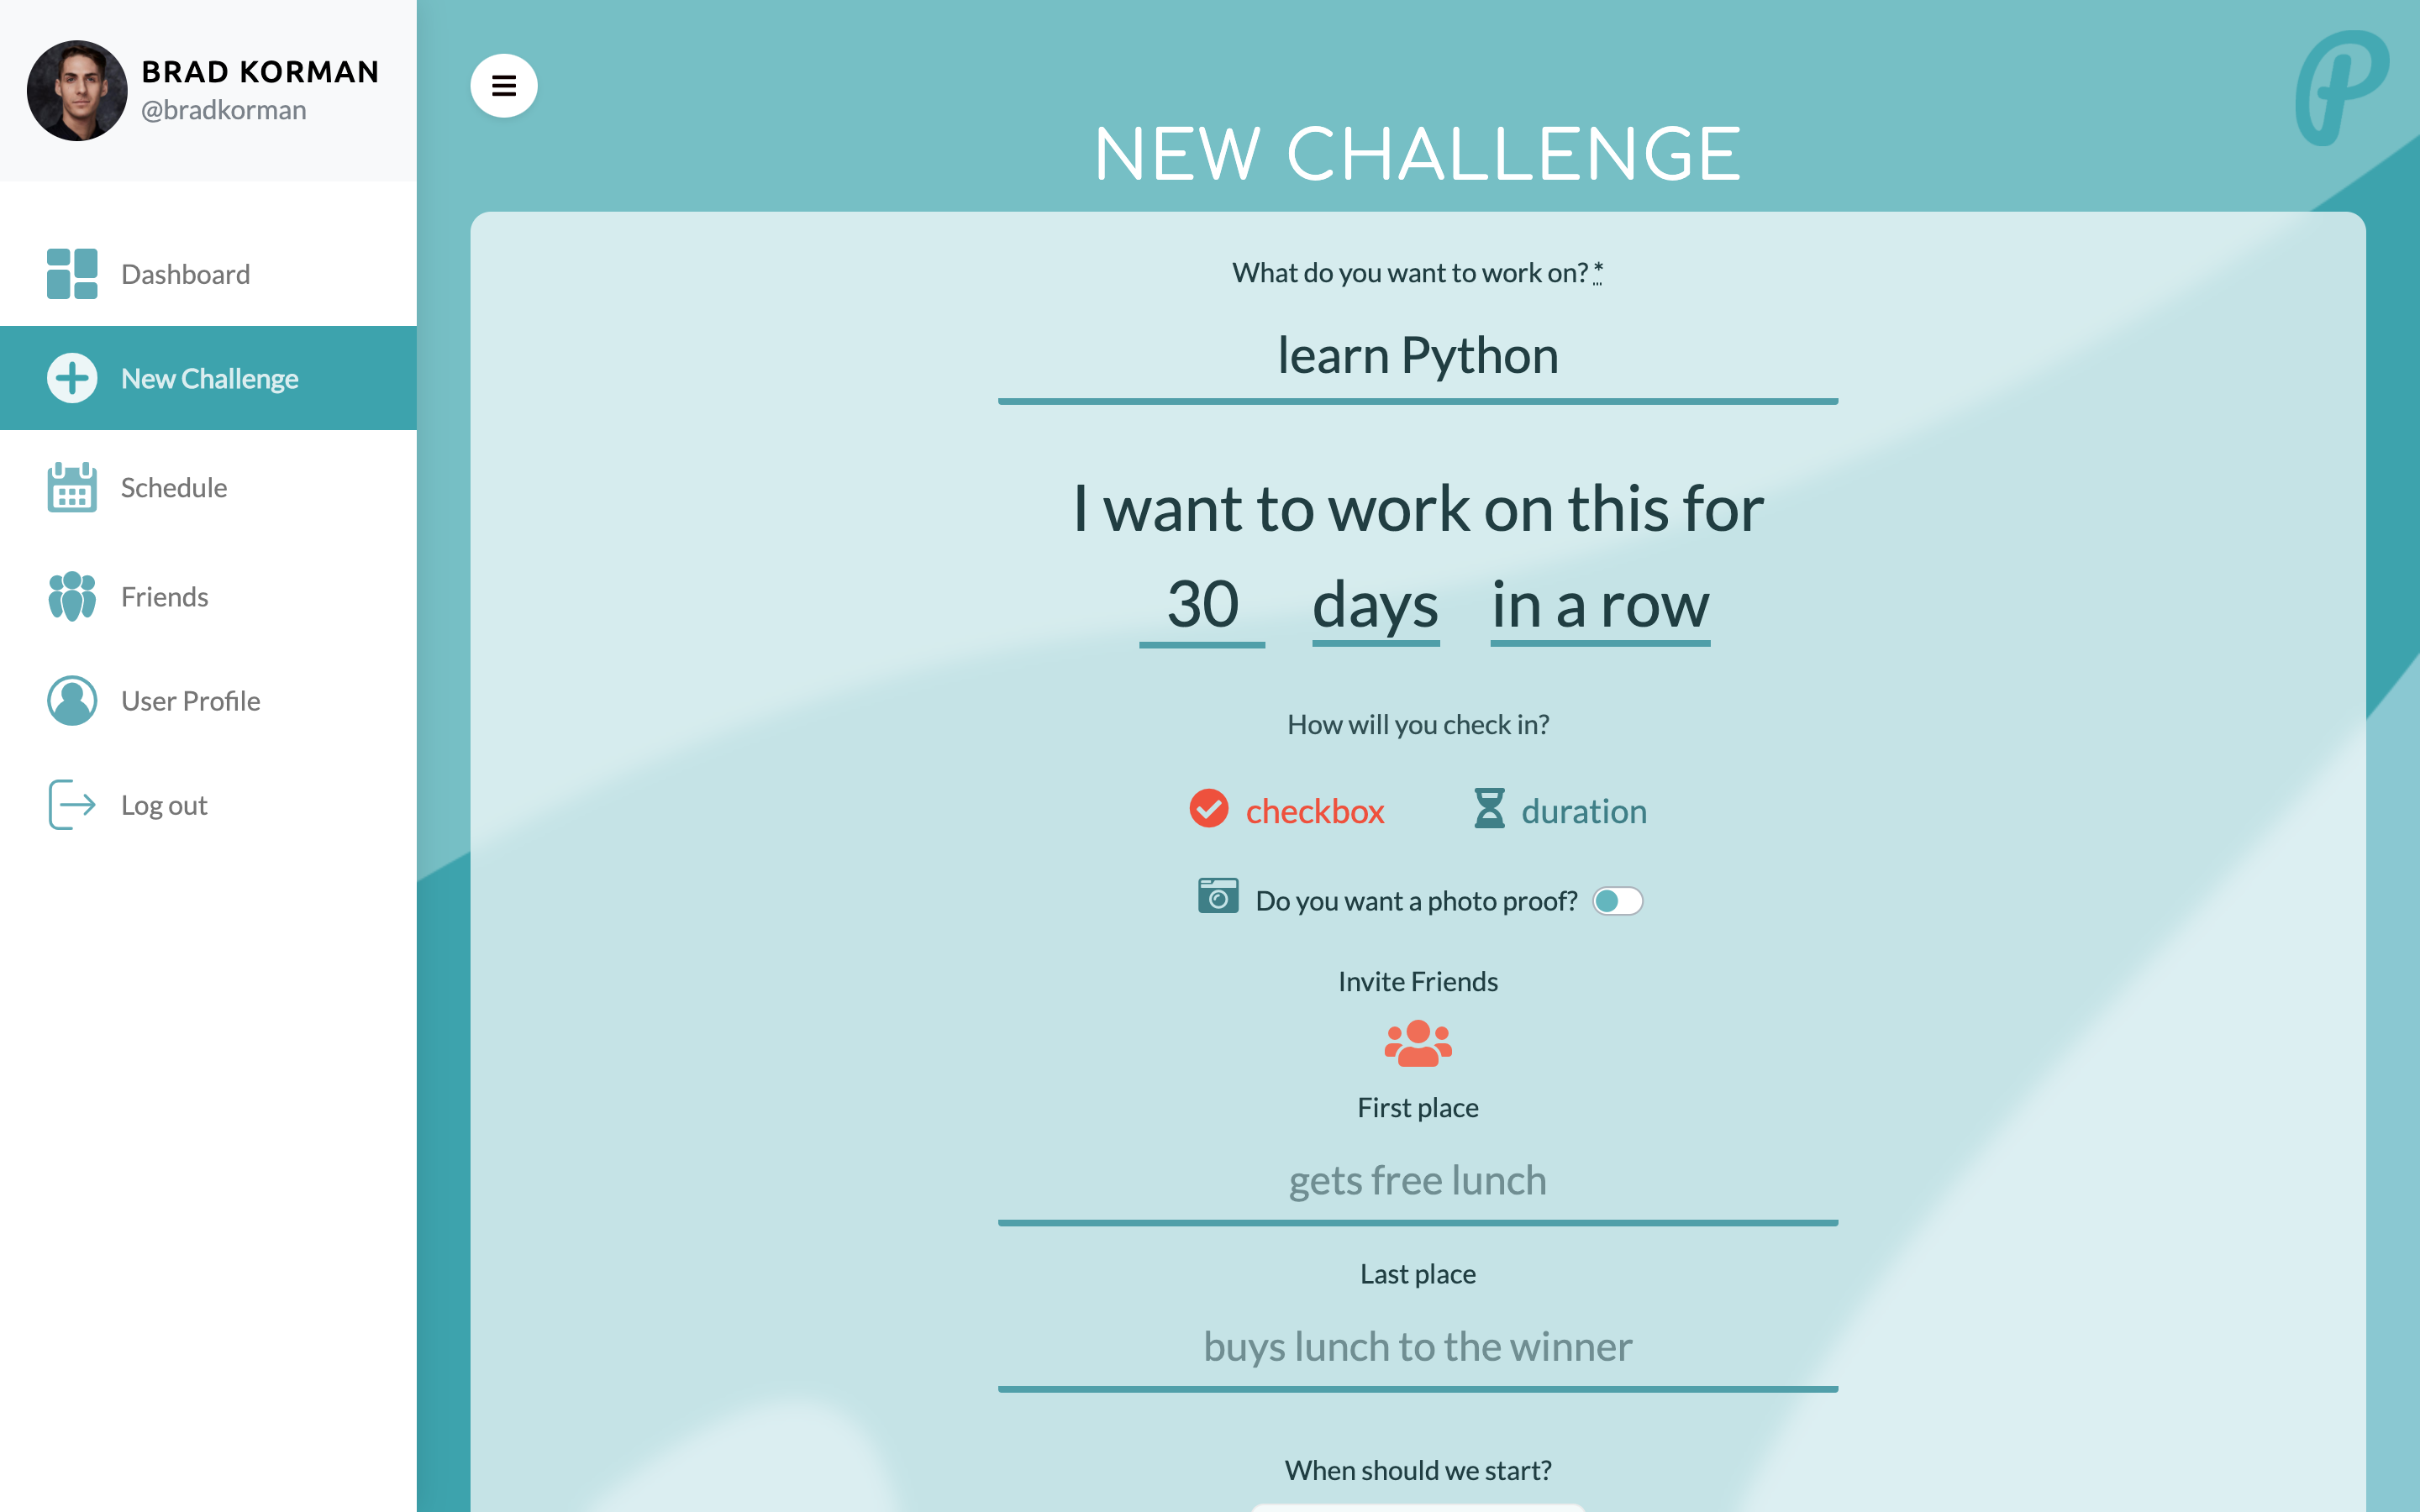 BRAD KORMAN
@bradkorman
Dashboard
New Challenge
Schedule
Friends
User Profile
Log out
P
NEW CHALLENGE
What do you want to work on? *
learn Python
I want to work on this for
30 days in a row
How will you check in?
checkbox duration
Do you want a photo proof?
Invite Friends
First place
gets free lunch
Last place
buys lunch to the winner
When should we start?